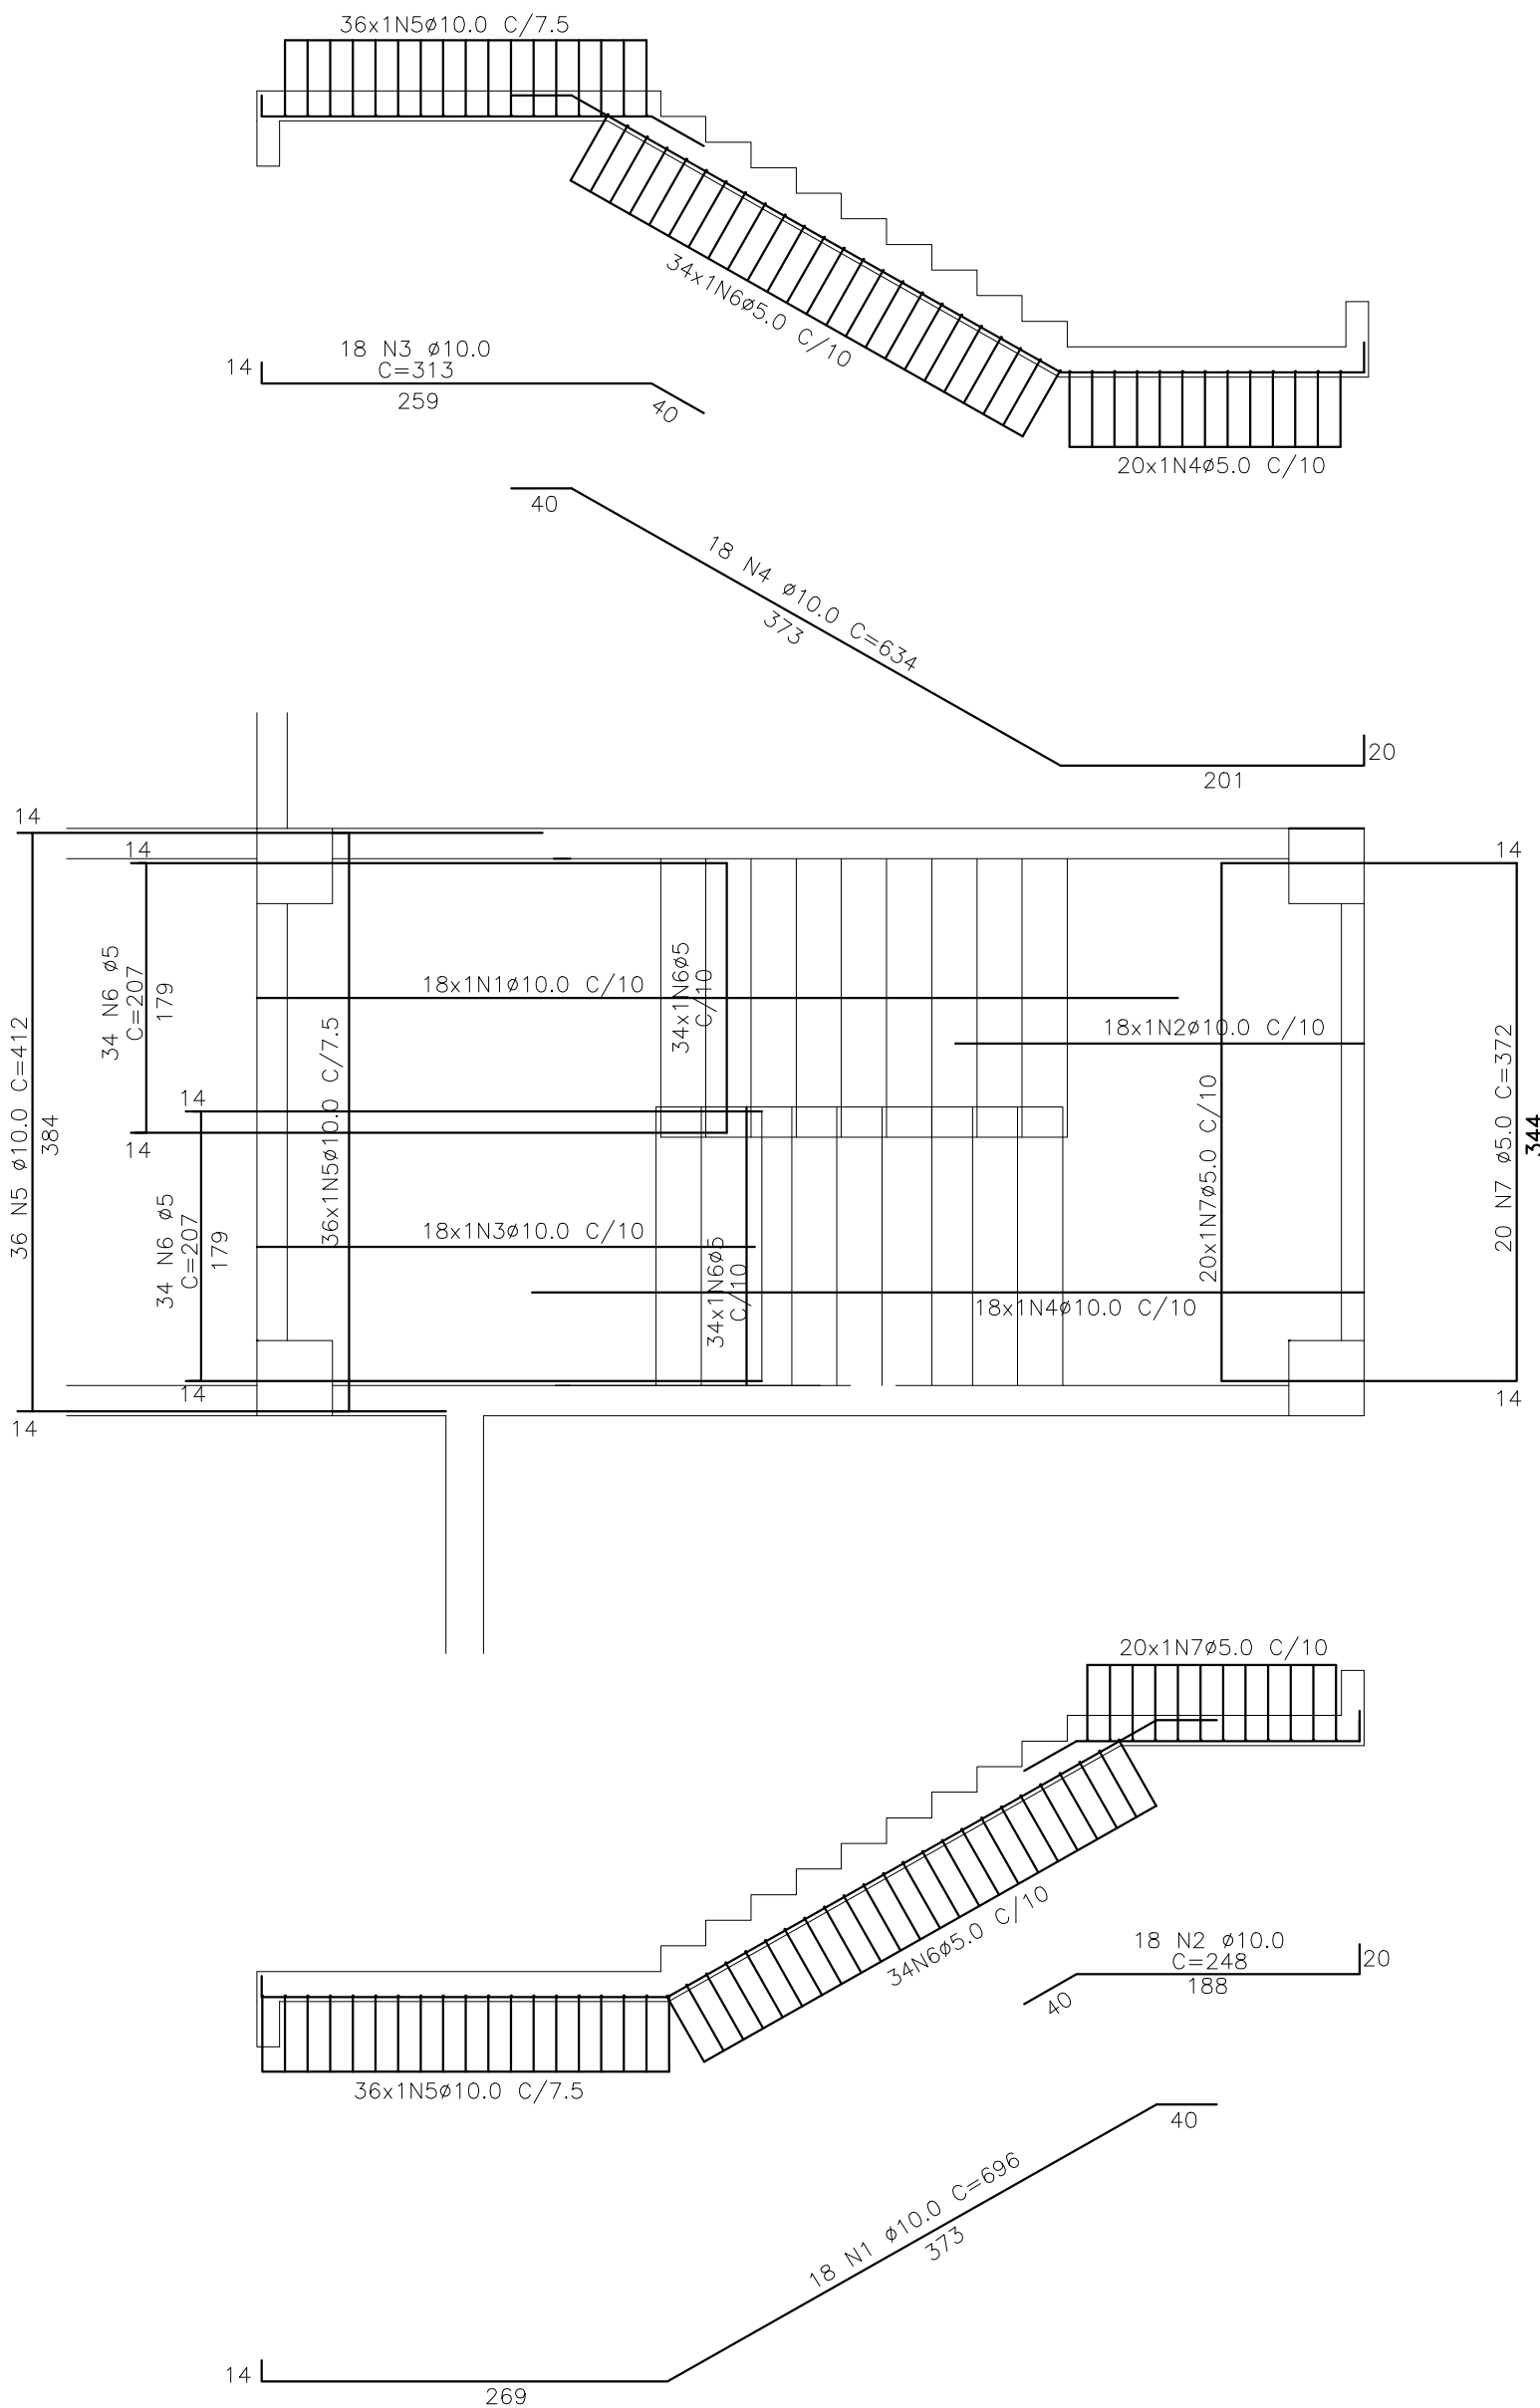 36x1N5ø10.0 C/7.5
34x1N6ø5.0 C/10
20x1N4ø5.0 C/10
14
18 N3 ø10.0
C=313
259
40
40
18 N4 ø10.0 C=634
373
201
20
14
14
36 N5 ø10.0 C=412
384
14
34 N6 ø5
C=207
179
14
14
34 N6 ø5
C=207
179
14
36x1N5ø10.0 C/7.5
18x1N1ø10.0 C/10
34x1N6ø5
C/10
18x1N2ø10.0 C/10
18x1N3ø10.0 C/10
34x1N6ø5
C/10
18x1N4ø10.0 C/10
20x1N7ø5.0 C/10
14
20 N7 ø5.0 C=372
344
14
14
20x1N7ø5.0 C/10
34N6ø5.0 C/10
36x1N5ø10.0 C/7.5
18 N2 ø10.0
C=248
188
20
40
40
18 N1 ø10.0 C=696
373
14
269